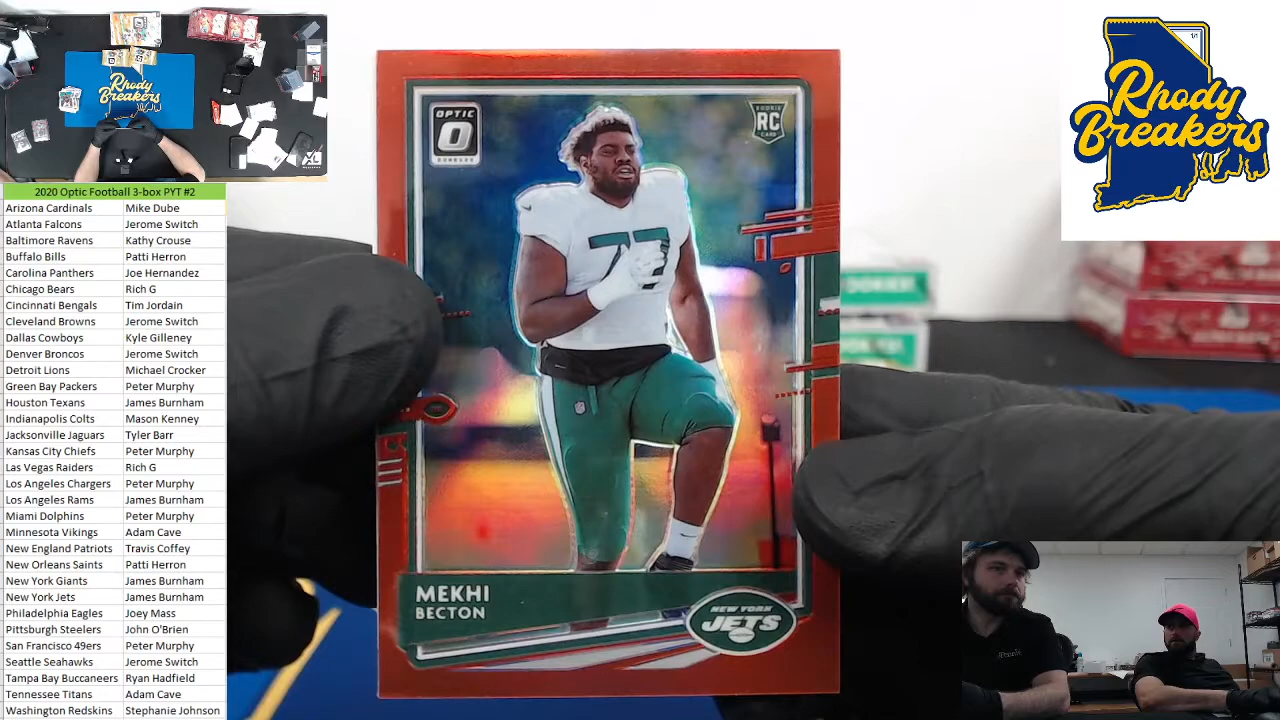 Rhody
Breakers
XL
2020 Optic Football 3-box PYT #2
Arizona Cardinals Mike Dube
Atlanta Falcons Jerome Switch
Baltimore Ravens Kathy Crouse
Buffalo Bills Patti Herron
Carolina Panthers Joe Hernandez
Chicago Bears Rich G
Cincinnati Bengals Tim Jordain
Cleveland Browns Jerome Switch
Dallas Cowboys Kyle Gilleney
Denver Broncos Jerome Switch
Detroit Lions Michael Crocker
Green Bay Packers Peter Murphy
Houston Texans James Burnham
Indianapolis Colts Mason Kenney
Jacksonville Jaguars Tyler Barr
Kansas City Chiefs Peter Murphy
Las Vegas Raiders Rich G
Los Angeles Chargers Peter Murphy
Los Angeles Rams James Burnham
Miami Dolphins Peter Murphy
Minnesota Vikings Adam Cave
New England Patriots Travis Coffey
New Orleans Saints Patti Herron
New York Giants James Burnham
New York Jets James Burnham
Philadelphia Eagles Joey Mass
Pittsburgh Steelers John O'Brien
San Francisco 49ers Peter Murphy
Seattle Seahawks Jerome Switch
Tampa Bay Buccaneers Ryan Hadfield
Tennessee Titans Adam Cave
Washington Redskins Stephanie Johnson
OPTIC
O
DONRUSS
ROOKIE
RC
CARD
77
MEKHI
BECTON
NEW YORK
JETS
1/1
Rhody
Breakers